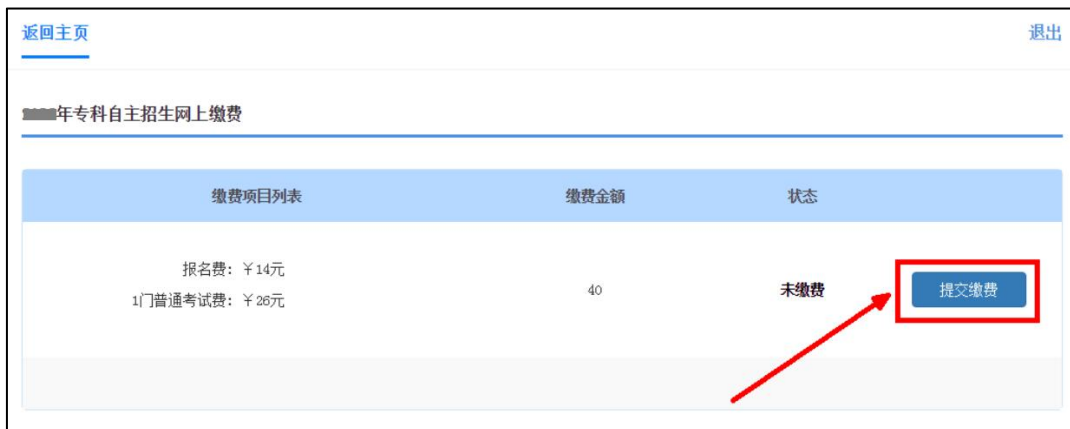 返回主页 退出
年专科自主招生网上缴费
缴费项目列表 缴费金额 状态
报名费：￥14元
1门普通考试费：￥26元 40 未缴费 提交缴费